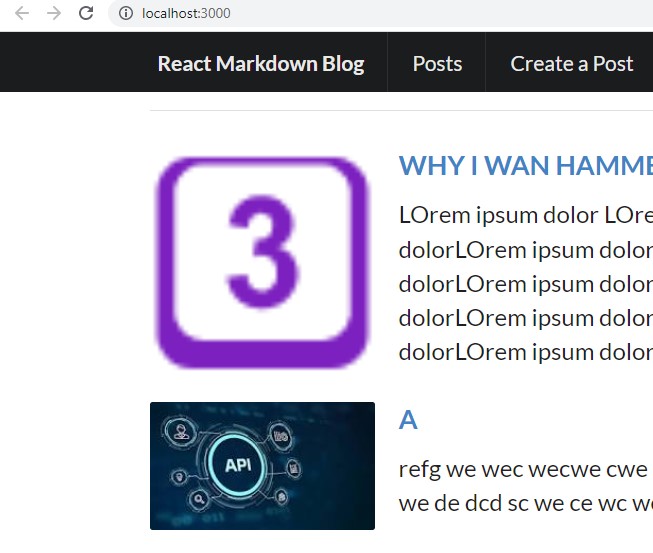 localhost:3000
React Markdown Blog Posts Create a Post
3
WHY I WAN HAMME
LOrem ipsum dolor LOre
dolorLOrem ipsum dolor
dolorLOrem ipsum dolor
dolorLOrem ipsum dolor
dolorLOrem ipsum dolor
API
A
refg we wec wecwe cwe
we de dcd sc we ce wc w